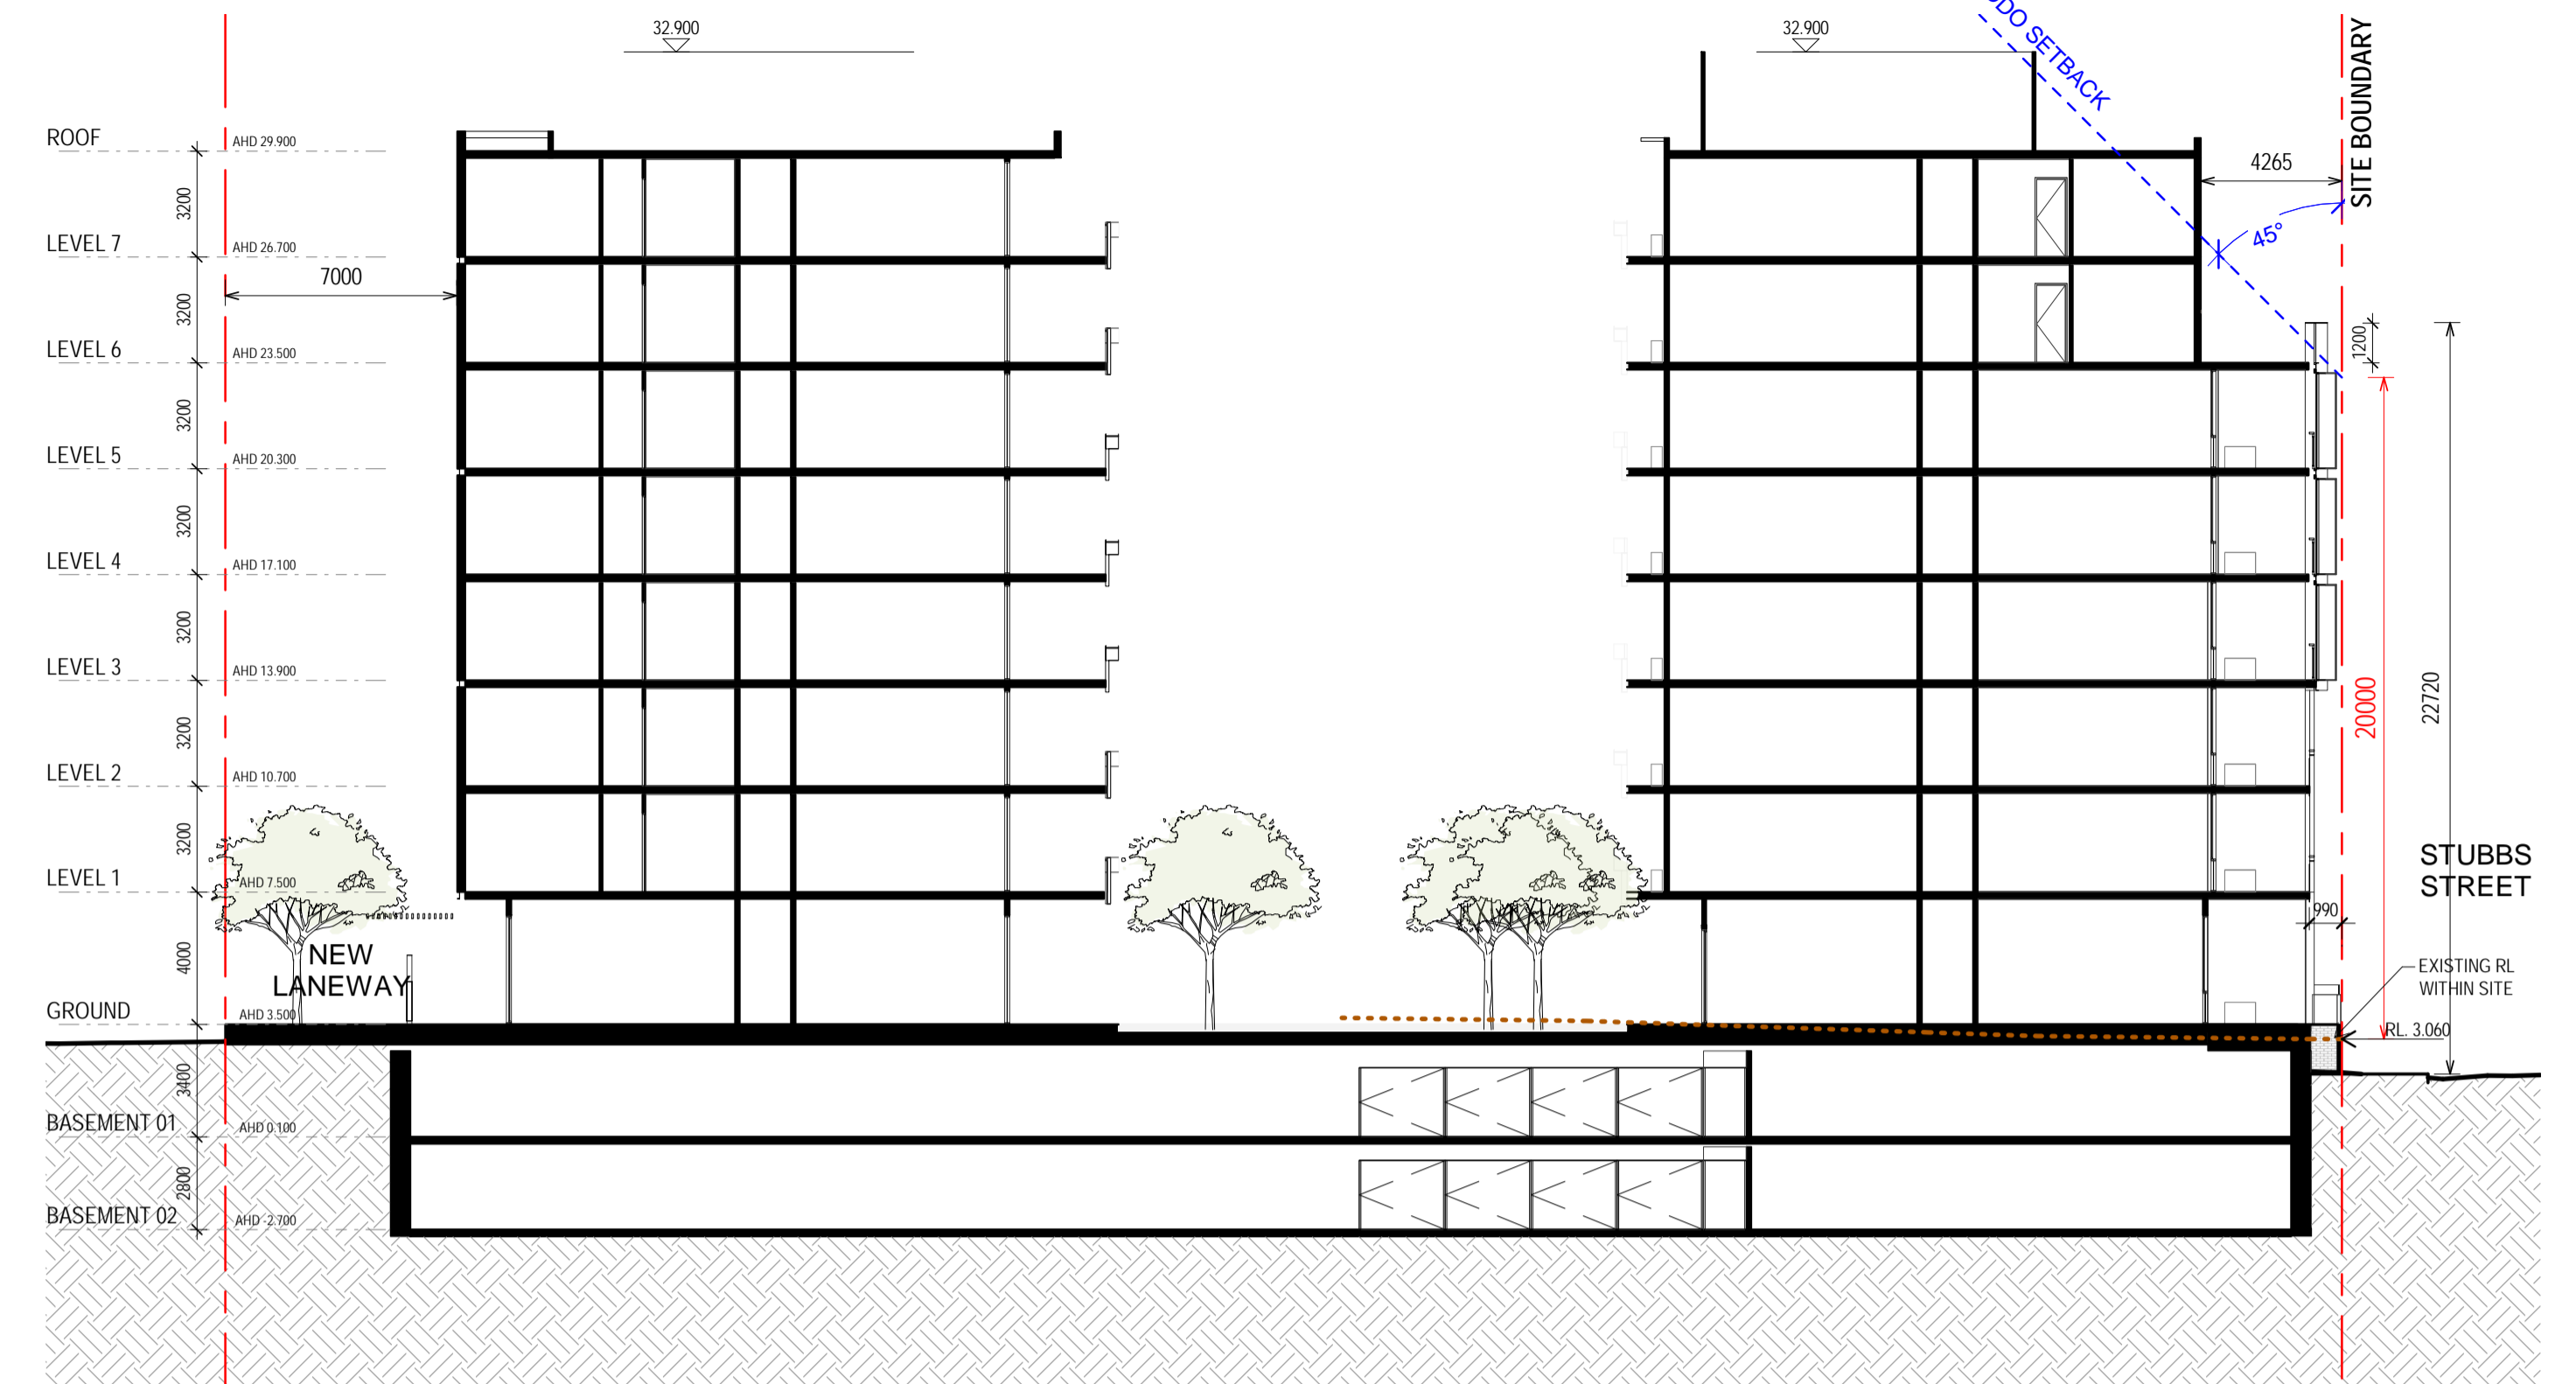 32.900
32.900
DDO SETBACK
SITE BOUNDARY
ROOF
AHD 29.900
4265
3200
45°
LEVEL 7
AHD 26.700
7000
3200
1200
LEVEL 6
AHD 23.500
3200
LEVEL 5
AHD 20.300
3200
LEVEL 4
AHD 17.100
3200
LEVEL 3
AHD 13.900
20000
22720
3200
LEVEL 2
AHD 10.700
3200
STUBBS
STREET
LEVEL 1
AHD 7.500
990
4000
NEW
LANEWAY
EXISTING RL
WITHIN SITE
GROUND
AHD 3.500
RL. 3.060
3400
BASEMENT 01
AHD 0.100
2800
BASEMENT 02
AHD -2.700